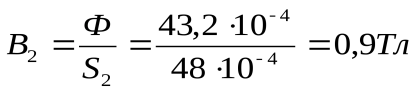 B₂ = Ф/S₂ = 43,2 ·10⁻⁴/48 ·10⁻⁴ = 0,9Тл